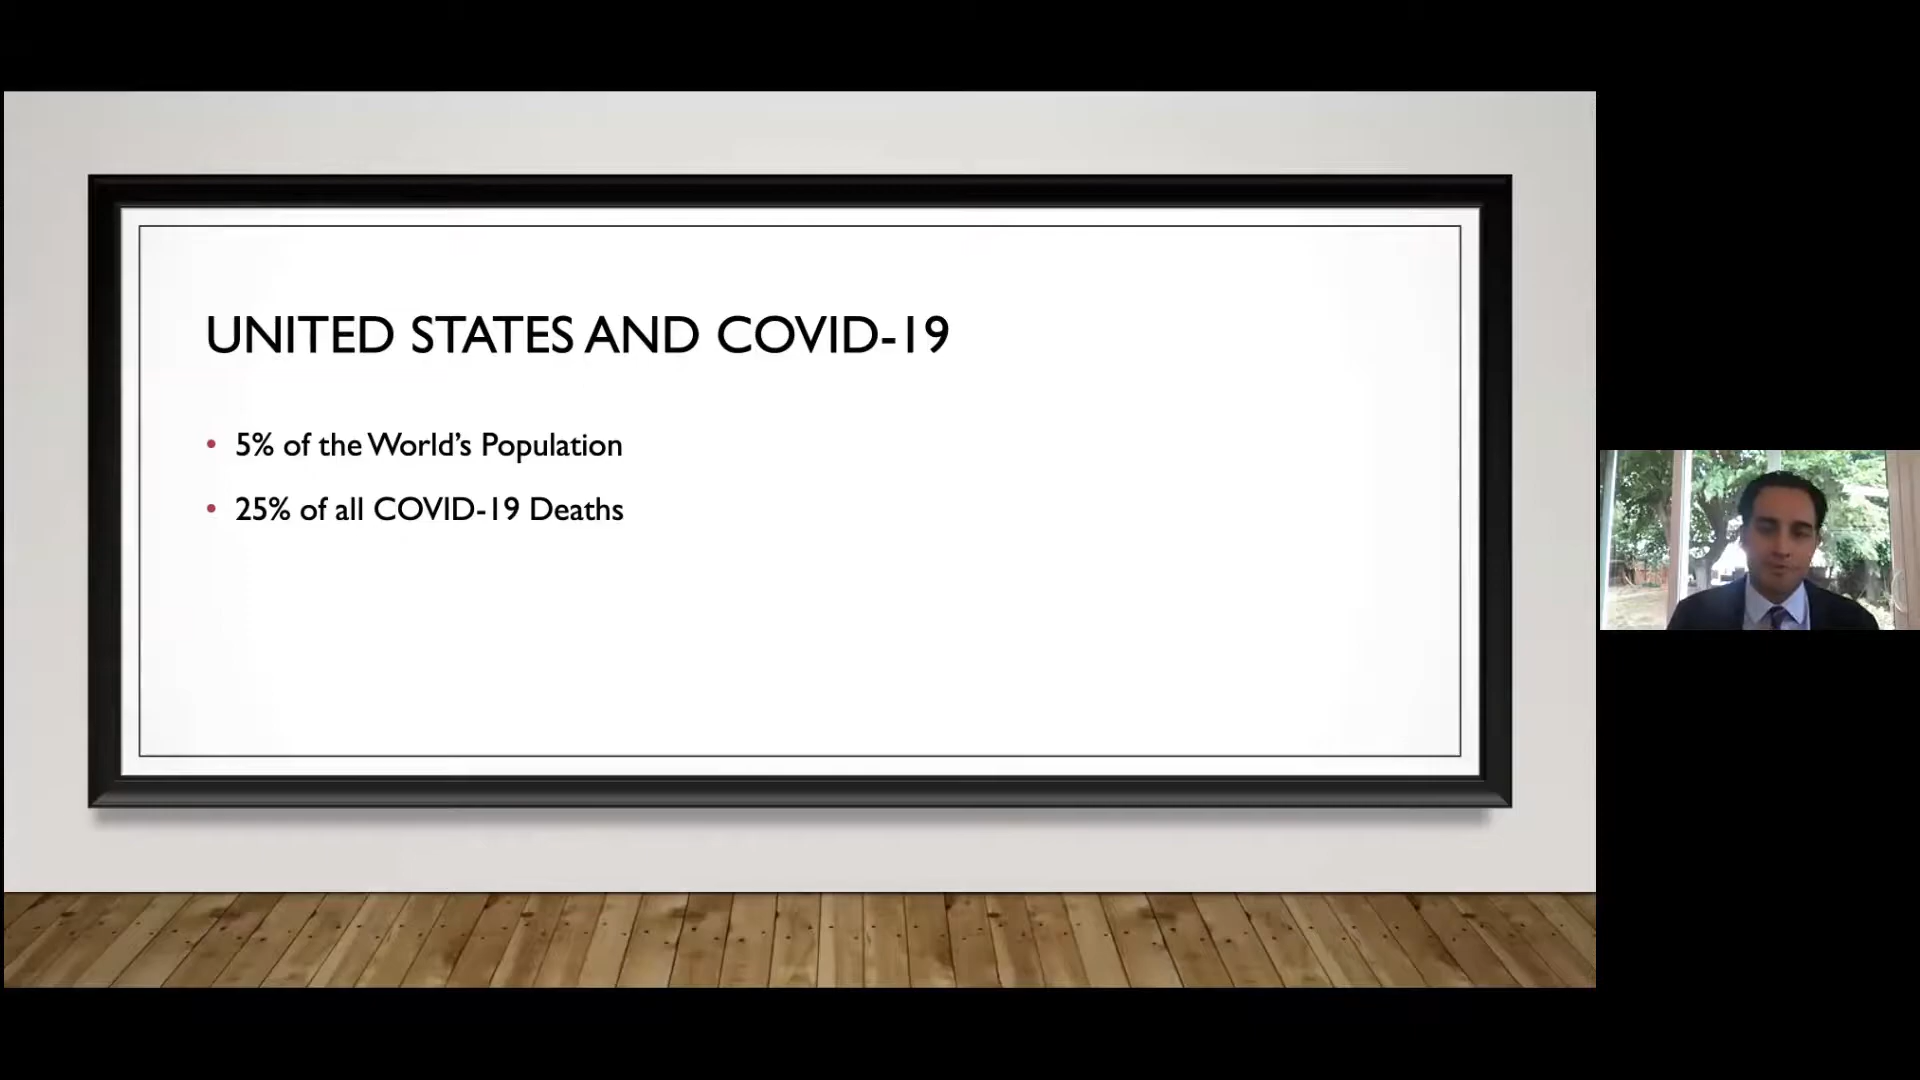 UNITED STATES AND COVID-19
• 5% of the World’s Population
• 25% of all COVID-19 Deaths